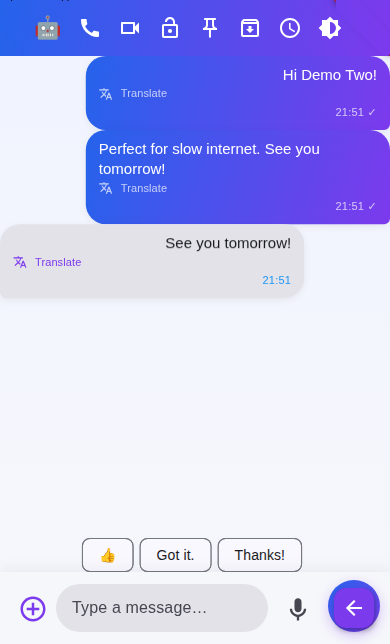 Hi Demo Two!
Translate
21:51 ✓
Perfect for slow internet. See you
tomorrow!
Translate
21:51 ✓
See you tomorrow!
Translate
21:51
👍 Got it. Thanks!
Type a message…